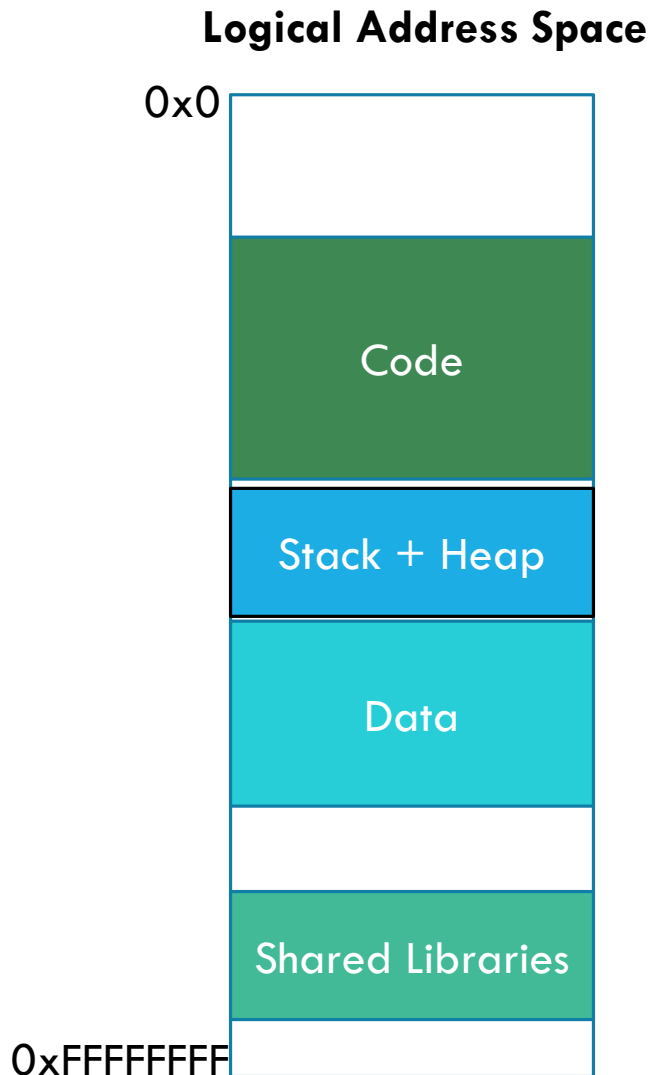 Logical Address Space
0x0
Code
Stack + Heap
Data
Shared Libraries
0xFFFFFFFF